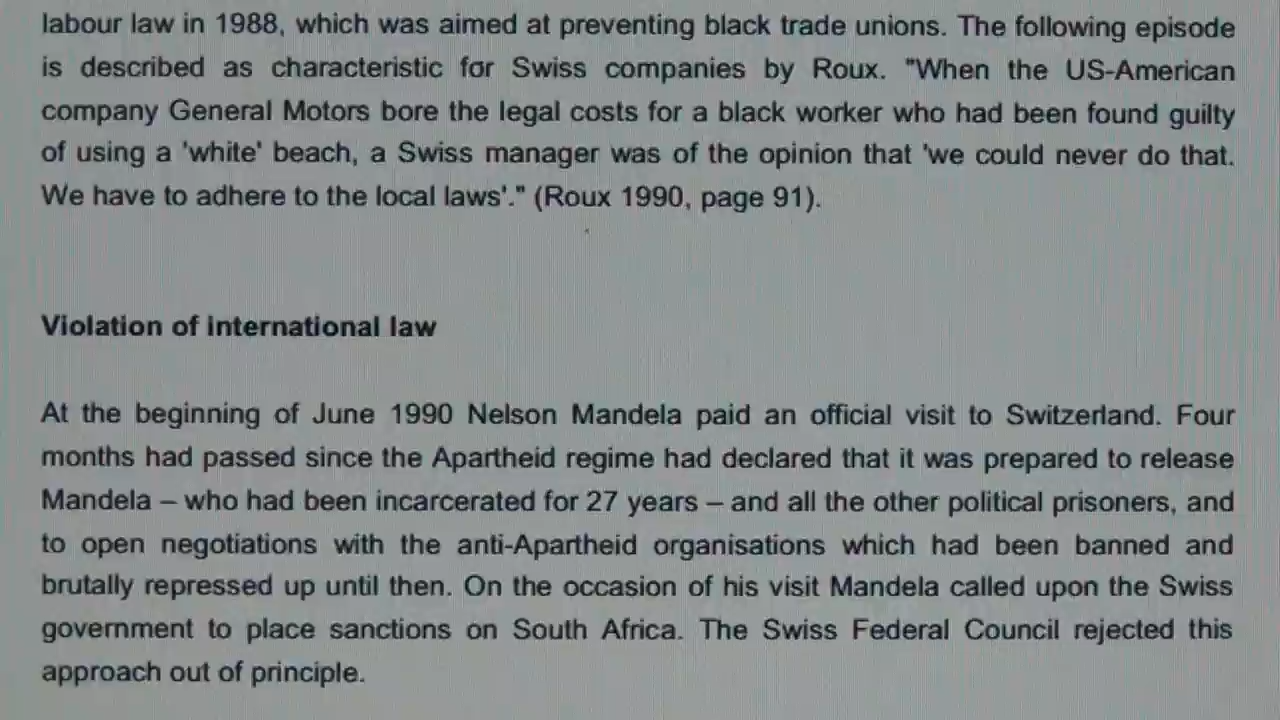 labour law in 1988, which was aimed at preventing black trade unions. The following episode
is described as characteristic for Swiss companies by Roux. "When the US-American
company General Motors bore the legal costs for a black worker who had been found guilty
of using a 'white' beach, a Swiss manager was of the opinion that 'we could never do that.
We have to adhere to the local laws'." (Roux 1990, page 91).
Violation of international law
At the beginning of June 1990 Nelson Mandela paid an official visit to Switzerland. Four
months had passed since the Apartheid regime had declared that it was prepared to release
Mandela – who had been incarcerated for 27 years – and all the other political prisoners, and
to open negotiations with the anti-Apartheid organisations which had been banned and
brutally repressed up until then. On the occasion of his visit Mandela called upon the Swiss
government to place sanctions on South Africa. The Swiss Federal Council rejected this
approach out of principle.